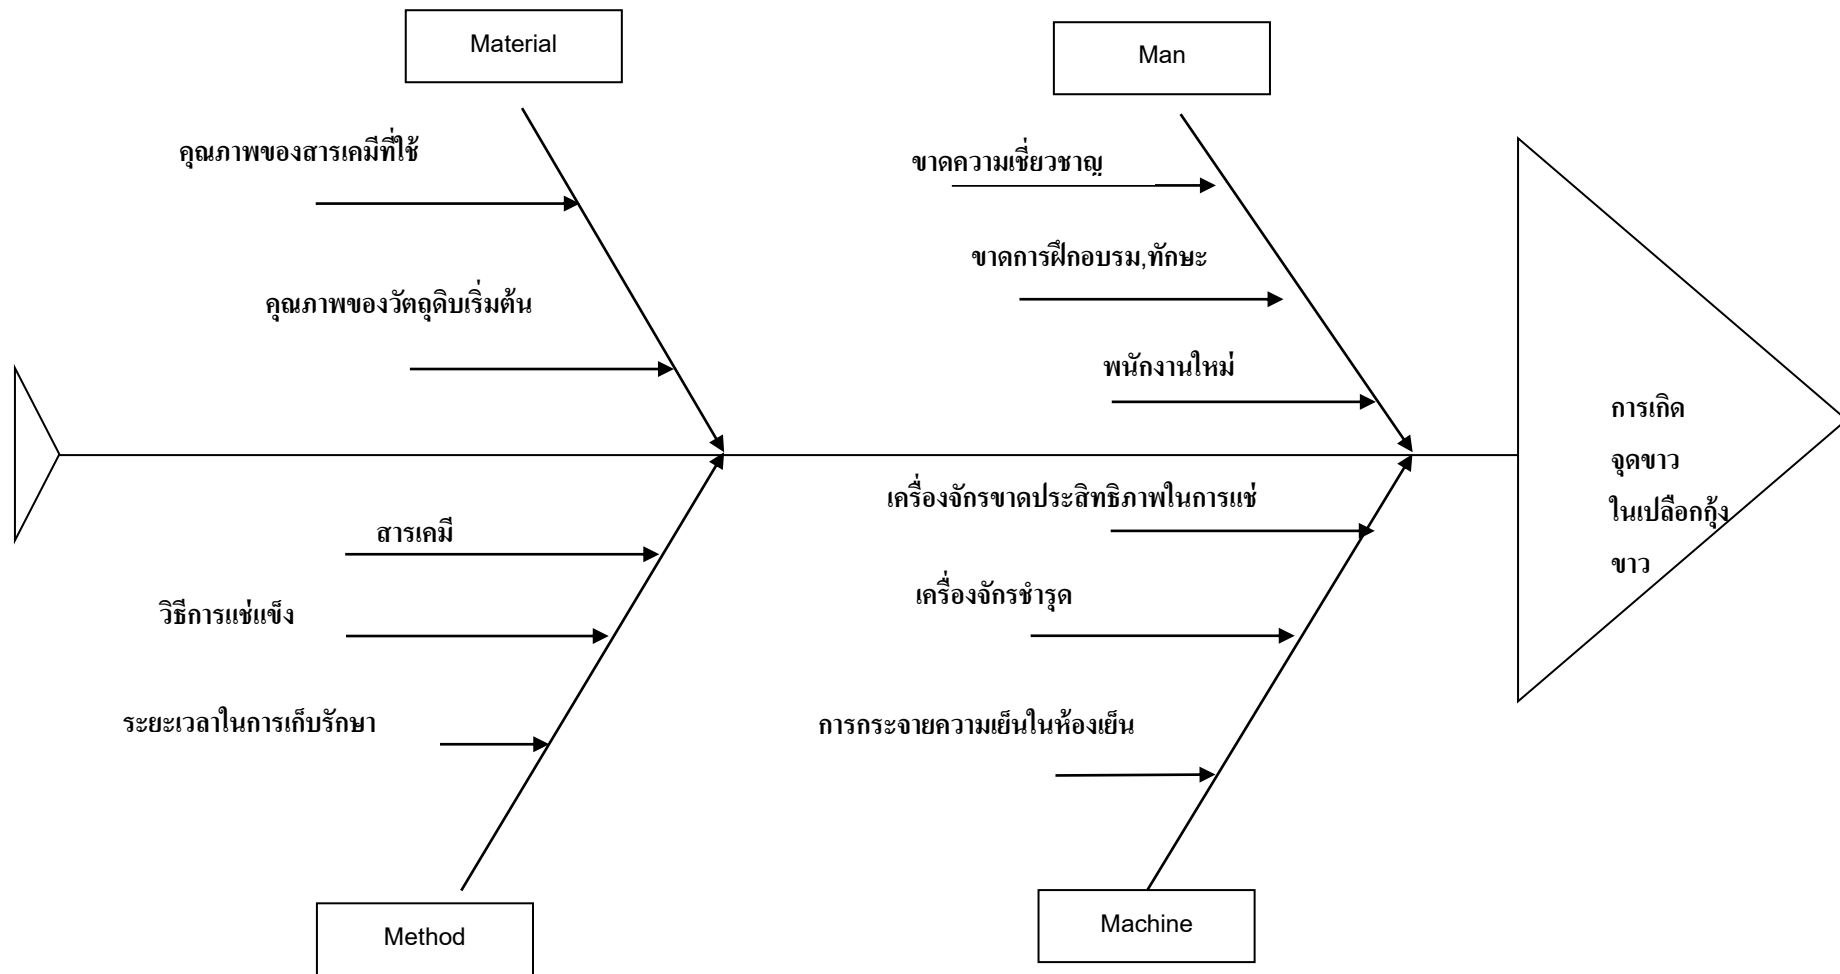 Material
Man
คุณภาพของสารเคมีที่ใช้
ขาดความเชี่ยวชาญ
ขาดการฝึกอบรม,ทักษะ
คุณภาพของวัตถุดิบเริ่มต้น
พนักงานใหม่
การเกิด
จุดขาว
ในเปลือกกุ้ง
ขาว
เครื่องจักรขาดประสิทธิภาพในการแช่
สารเคมี
เครื่องจักรชำรุด
วิธีการแช่แข็ง
ระยะเวลาในการเก็บรักษา
การกระจายความเย็นในห้องเย็น
Method
Machine